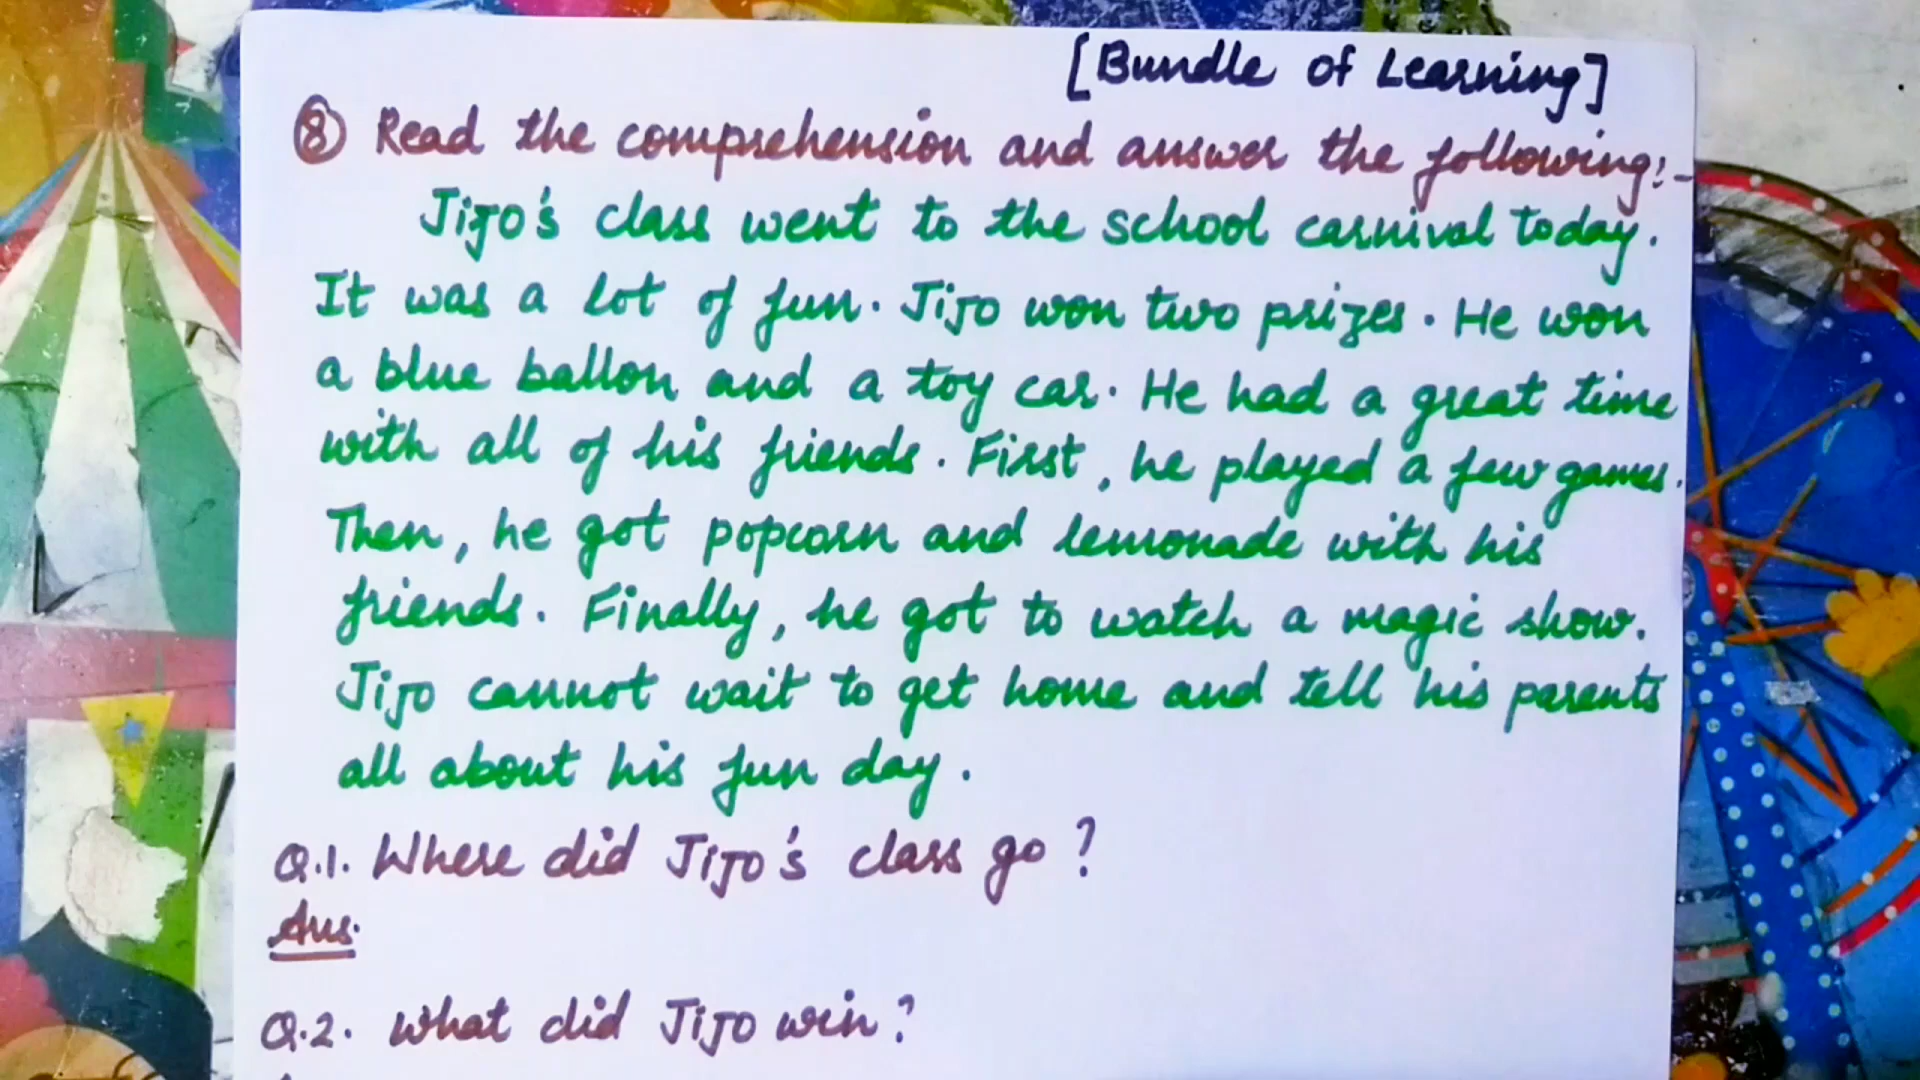 [Bundle of Learning]
⑧ Read the comprehension and answer the following:-
Jijo's class went to the school carnival today.
It was a lot of fun. Jijo won two prizes. He won
a blue ballon and a toy car. He had a great time
with all of his friends. First, he played a few games.
Then, he got popcorn and lemonade with his
friends. Finally, he got to watch a magic show.
Jijo cannot wait to get home and tell his parents
all about his fun day.
Q.1. Where did Jijo's class go?
Ans.
Q.2. What did Jijo win?